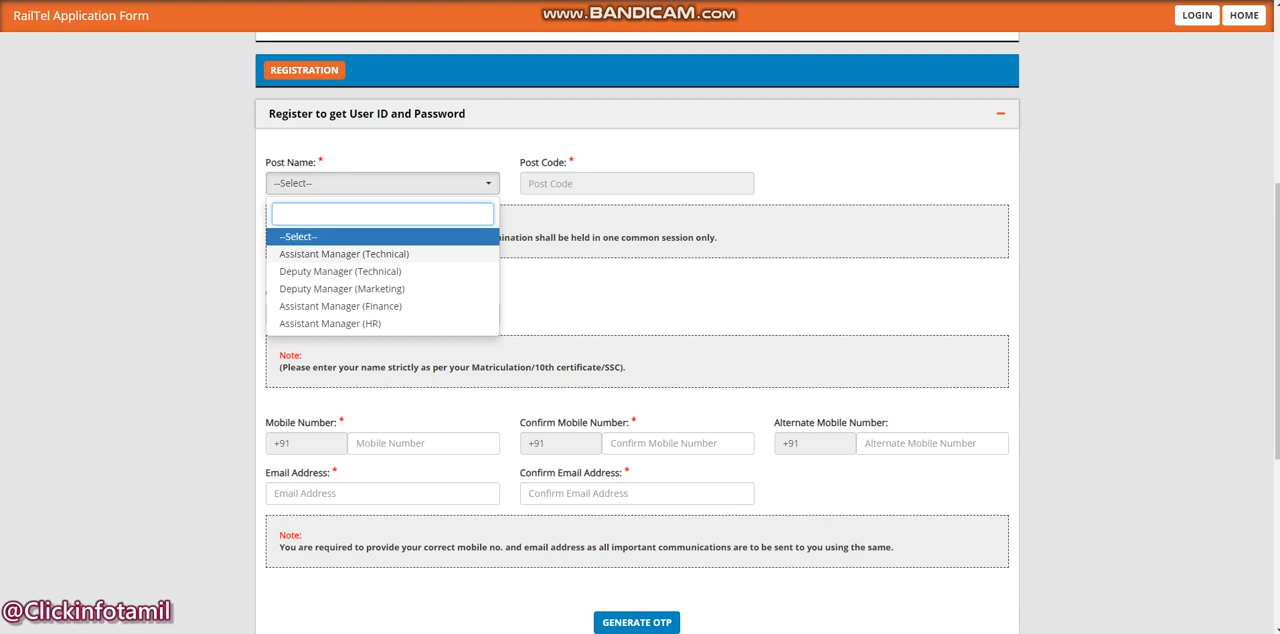 RailTel Application Form
www.BANDICAM.com
LOGIN
HOME
REGISTRATION
Register to get User ID and Password
Post Name: *
Post Code: *
--Select--
Post Code
--Select--
ination shall be held in one common session only.
Assistant Manager (Technical)
Deputy Manager (Technical)
Deputy Manager (Marketing)
Assistant Manager (Finance)
Assistant Manager (HR)
Note:
(Please enter your name strictly as per your Matriculation/10th certificate/SSC).
Mobile Number: *
Confirm Mobile Number: *
Alternate Mobile Number:
+91
Mobile Number
+91
Confirm Mobile Number
+91
Alternate Mobile Number
Email Address: *
Confirm Email Address: *
Email Address
Confirm Email Address
Note:
You are required to provide your correct mobile no. and email address as all important communications are to be sent to you using the same.
@Clickinfotamil
GENERATE OTP